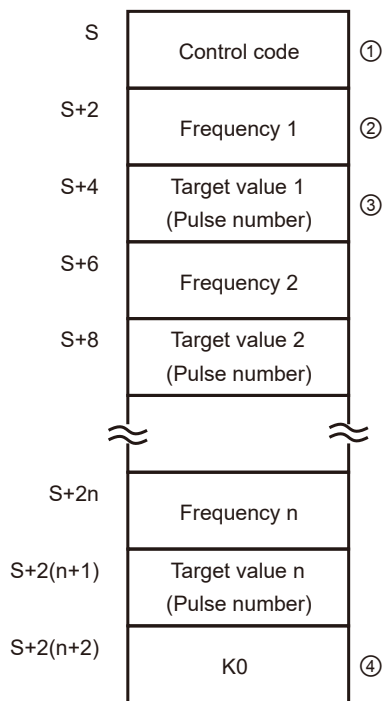 S
Control code
①
S+2
Frequency 1
②
S+4
Target value 1
(Pulse number)
③
S+6
Frequency 2
S+8
Target value 2
(Pulse number)
S+2n
Frequency n
S+2(n+1)
Target value n
(Pulse number)
S+2(n+2)
K0
④